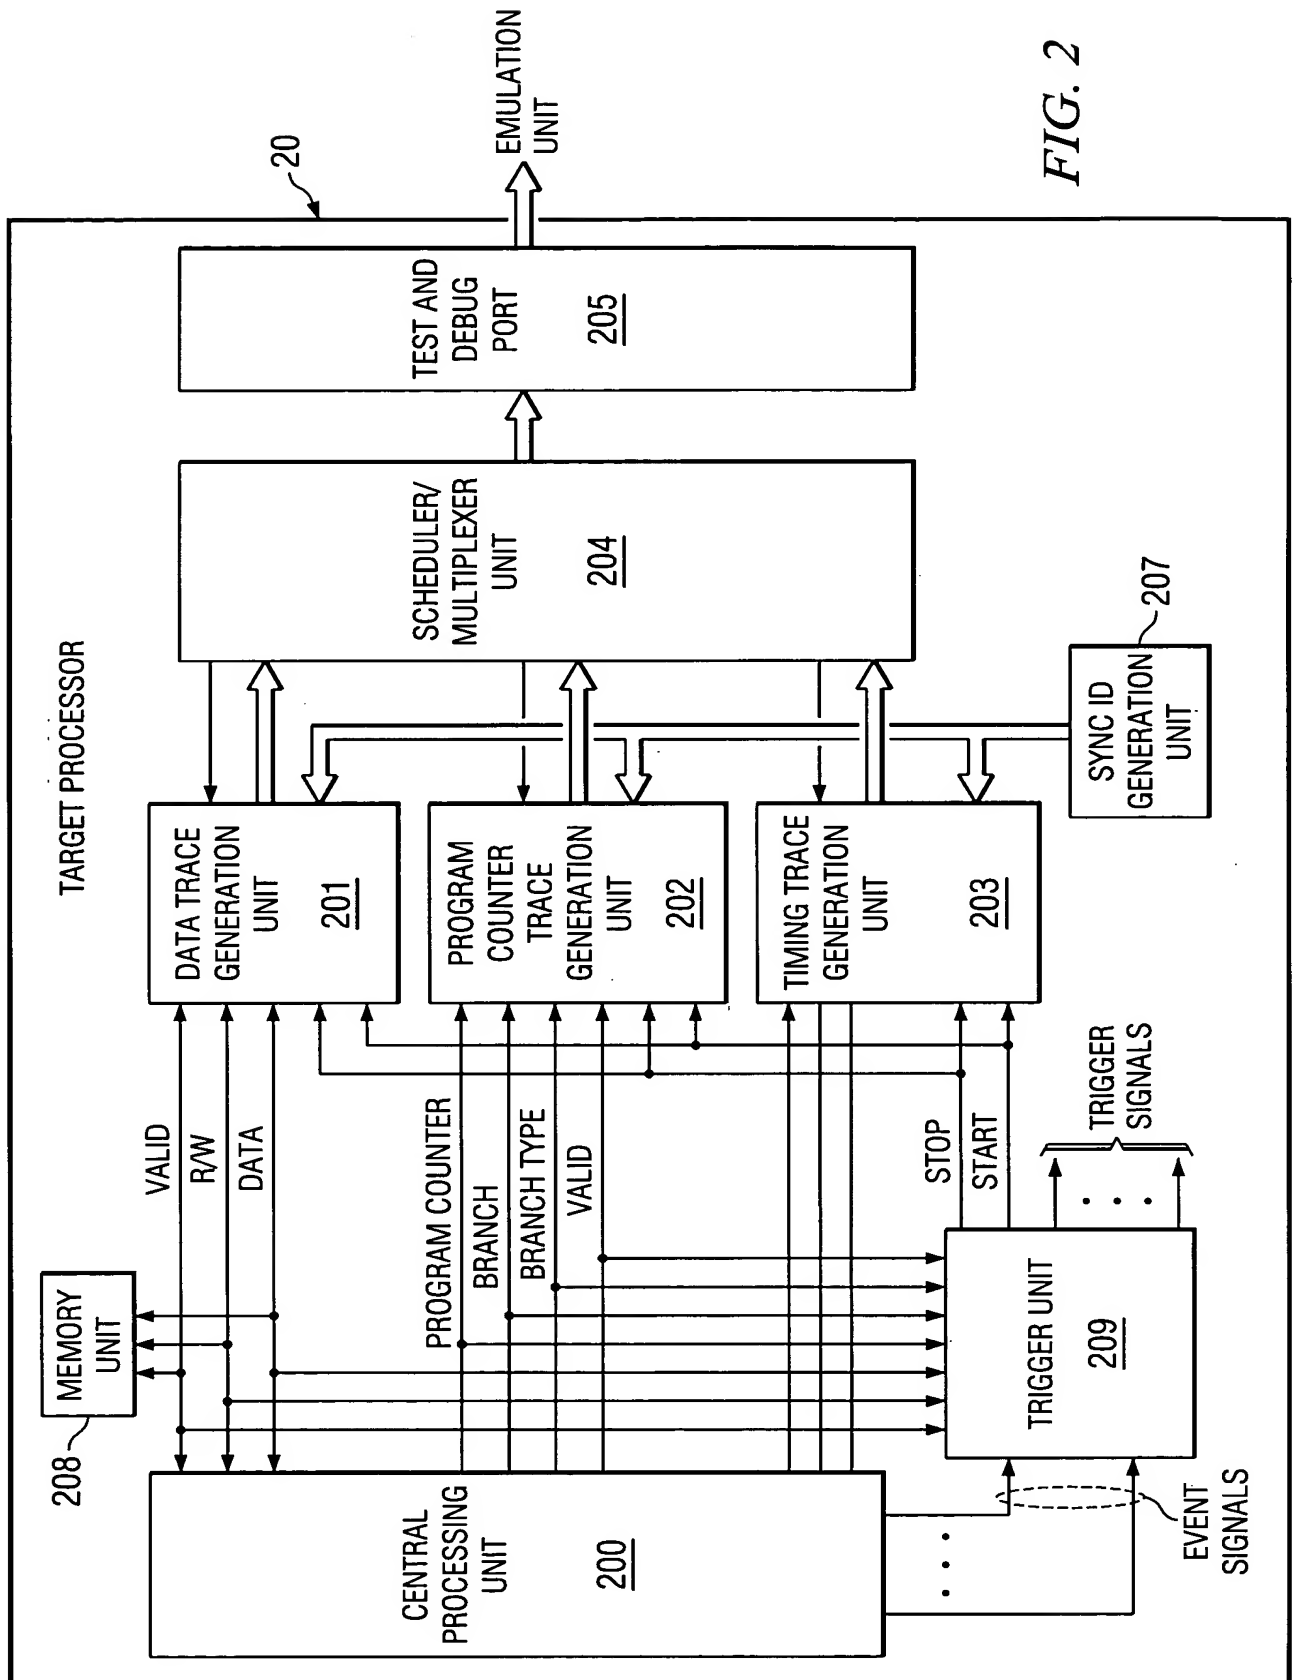 TARGET PROCESSOR
20
208
MEMORY
UNIT
CENTRAL
PROCESSING
UNIT
200
VALID
R/W
DATA
PROGRAM COUNTER
BRANCH
BRANCH TYPE
VALID
DATA TRACE
GENERATION
UNIT
201
PROGRAM
COUNTER
TRACE
GENERATION
UNIT
202
TIMING TRACE
GENERATION
UNIT
203
SCHEDULER/
MULTIPLEXER
UNIT
204
TEST AND
DEBUG
PORT
205
EMULATION
UNIT
STOP
START
TRIGGER UNIT
209
TRIGGER
SIGNALS
EVENT
SIGNALS
SYNC ID
GENERATION
UNIT
207
FIG. 2